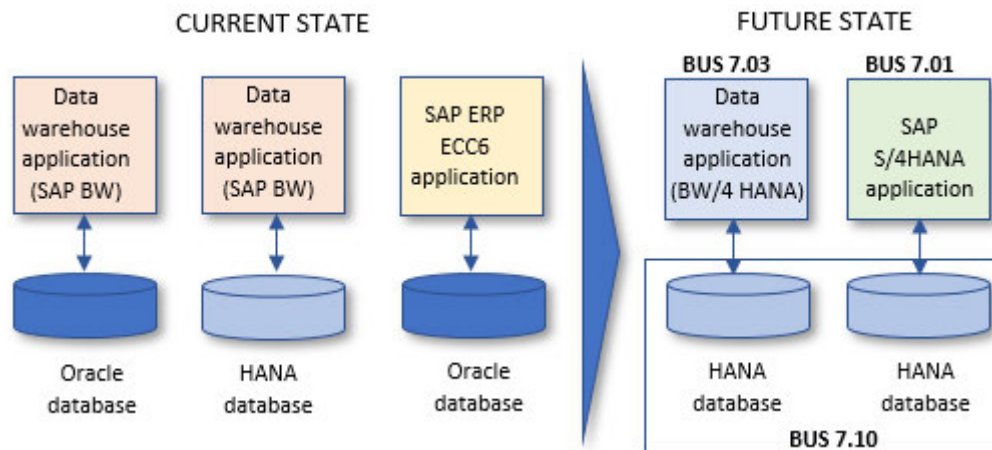 CURRENT STATE
FUTURE STATE
BUS 7.03
BUS 7.01
Data
warehouse
application
(SAP BW)
Data
warehouse
application
(SAP BW)
SAP ERP
ECC6
application
Data
warehouse
application
(BW/4 HANA)
SAP
S/4HANA
application
Oracle
database
HANA
database
Oracle
database
HANA
database
HANA
database
BUS 7.10